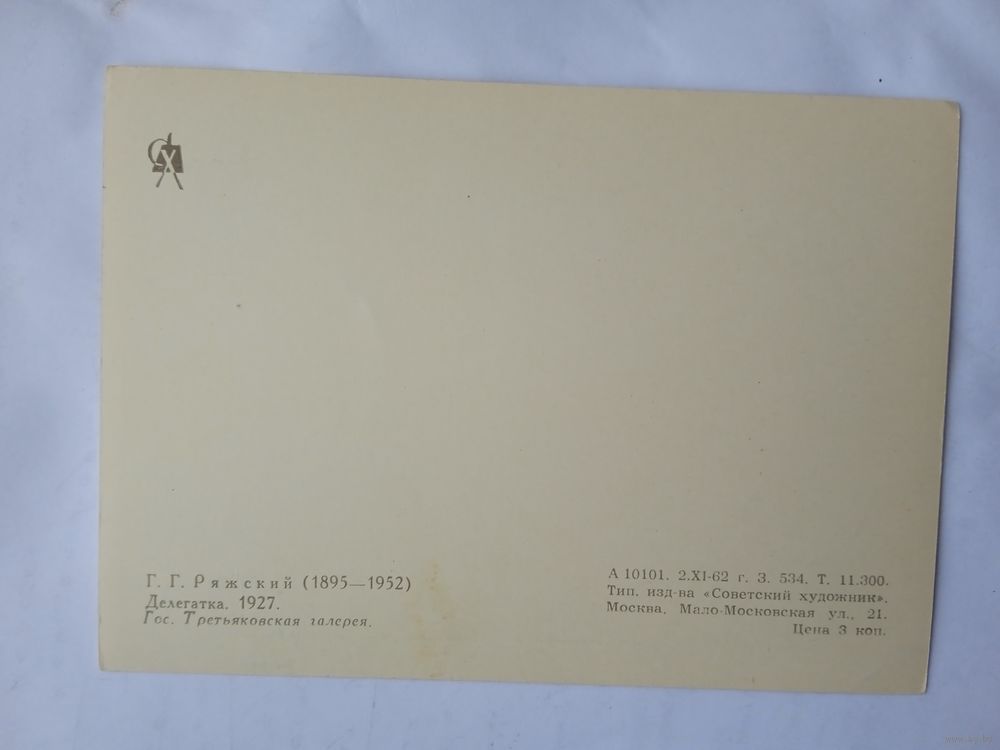 СХ
Г. Г. Ряжский (1895—1952)
Делегатка. 1927.
Гос. Третьяковская галерея.
А 10101. 2.XI-62 г. З. 534. Т. 11.300.
Тип. изд-ва «Советский художник».
Москва, Мало-Московская ул., 21.
Цена 3 коп.